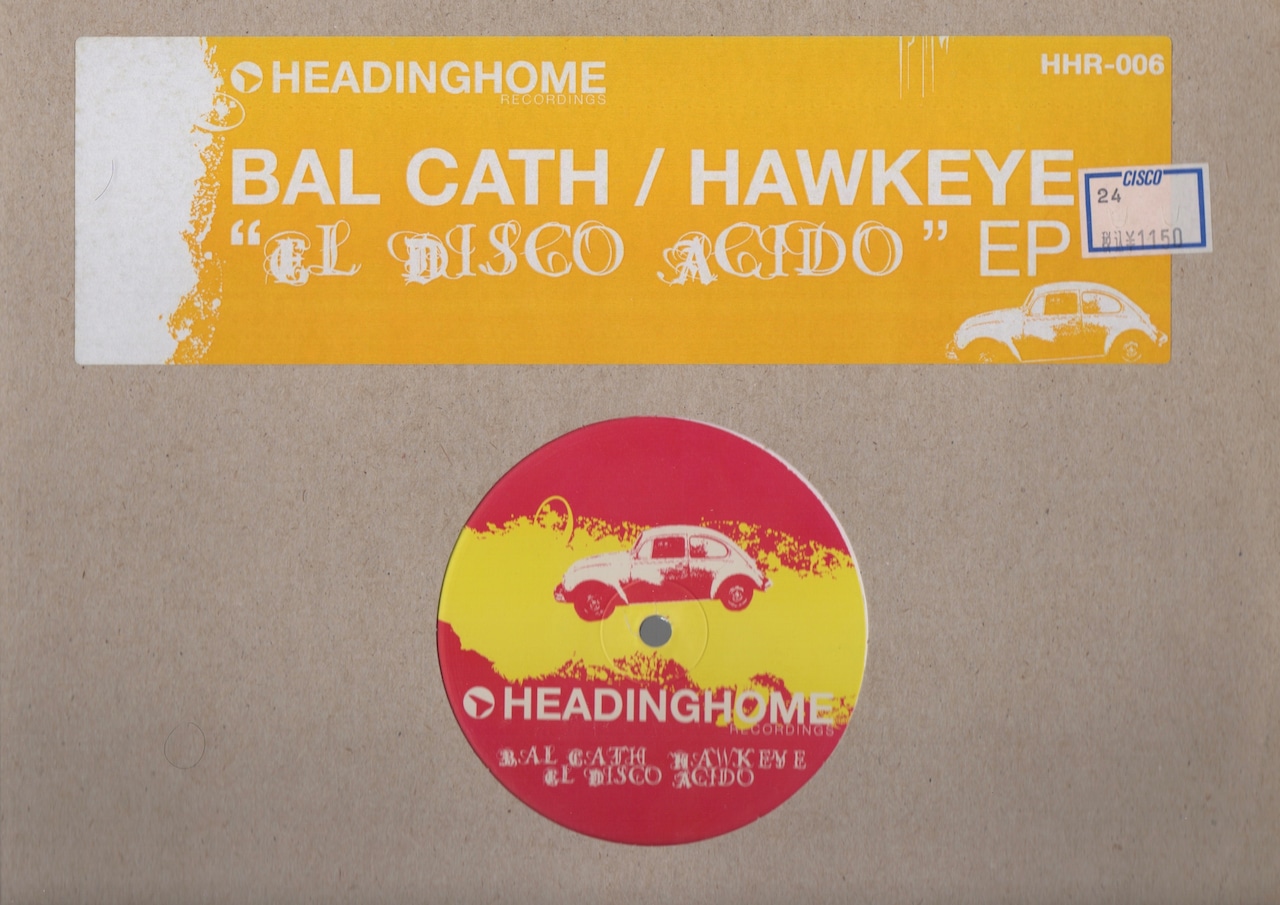 HEADINGHOME
RECORDINGS
HHR-006
BAL CATH / HAWKEYE
“EL DISCO ACIDO” EP
CISCO
24
¥1150
HEADINGHOME
RECORDINGS
BAL CATH HAWKEYE
EL DISCO ACIDO